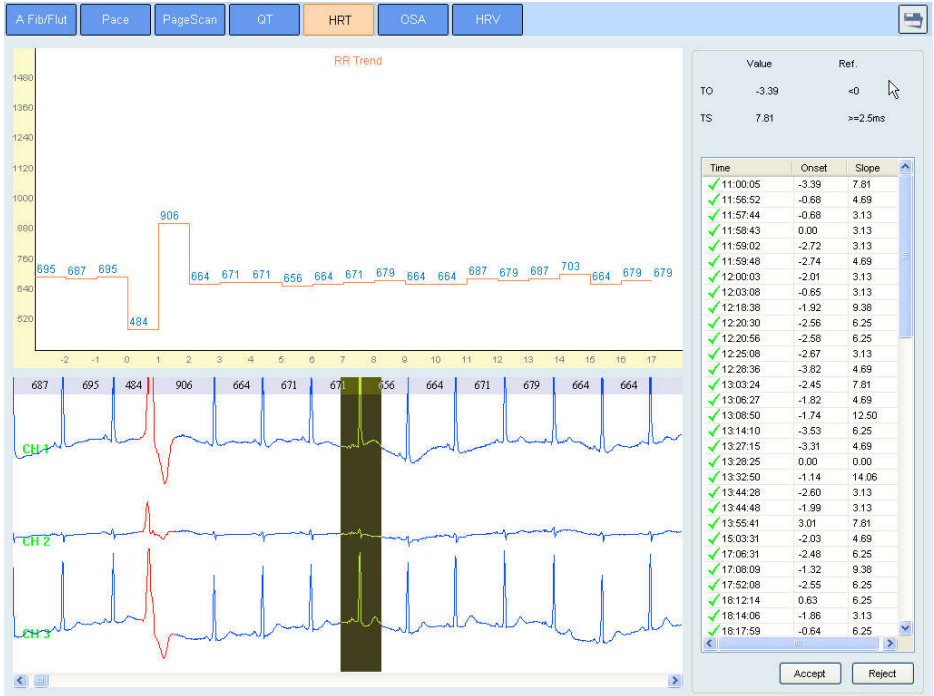 A Fib/Flut Pace PageScan QT HRT OSA HRV
RR Trend
1480
1360
1240
1120
1000
880
760
640
520
695 687 695 484 906 664 671 671 656 664 671 679 664 664 687 679 687 703 664 679 679
-2 -1 0 1 2 3 4 5 6 7 8 9 10 11 12 13 14 15 16 17
687 695 484 906 664 671 671 656 664 671 679 664 664
CH 1
CH 2
CH 3
Value Ref.
TO -3.39 <0
TS 7.81 >=2.5ms
Time Onset Slope
11:00:05 -3.39 7.81
11:56:52 -0.68 4.69
11:57:44 -0.68 3.13
11:58:43 0.00 3.13
11:59:02 -2.72 3.13
11:59:48 -2.74 4.69
12:00:03 -2.01 3.13
12:03:08 -0.65 3.13
12:18:38 -1.92 9.38
12:20:30 -2.56 6.25
12:20:56 -2.58 6.25
12:25:08 -2.67 3.13
12:28:36 -3.82 4.69
13:03:24 -2.45 7.81
13:06:27 -1.82 4.69
13:08:50 -1.74 12.50
13:14:10 -3.53 6.25
13:27:15 -3.31 4.69
13:28:25 0.00 0.00
13:32:50 -1.14 14.06
13:44:28 -2.60 3.13
13:44:48 -1.99 3.13
13:55:41 3.01 7.81
15:03:31 -2.03 4.69
17:06:31 -2.48 6.25
17:08:09 -1.32 9.38
17:52:08 -2.55 6.25
18:12:14 0.63 6.25
18:14:06 -1.86 3.13
18:17:59 -0.64 6.25
Accept Reject